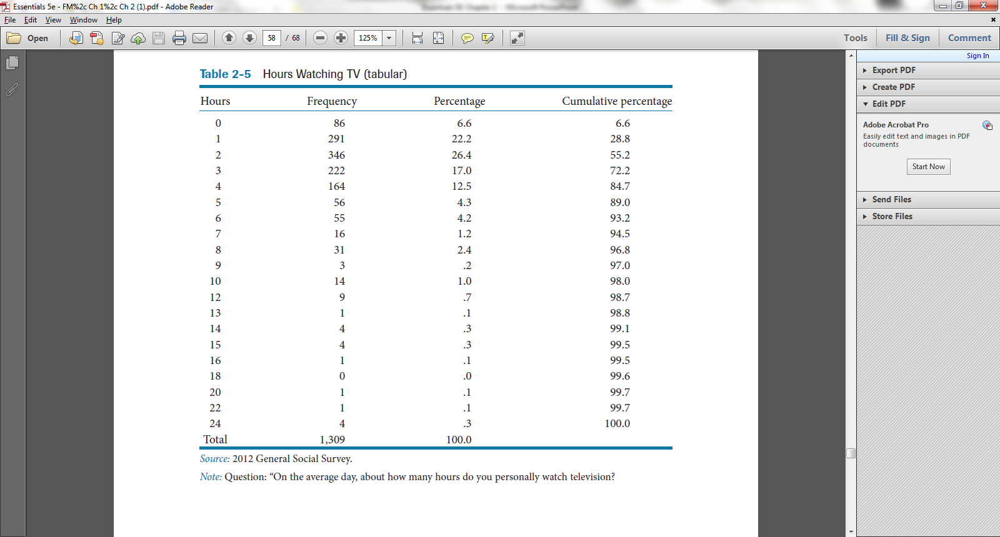 Essentials 5e - FM%2c Ch 1%2c Ch 2 (1).pdf - Adobe Reader
File Edit View Window Help
Open 58 / 68 125% Tools Fill & Sign Comment
Sign In
Export PDF
Create PDF
Edit PDF
Adobe Acrobat Pro
Easily edit text and images in PDF
documents
Start Now
Send Files
Store Files
Table 2-5 Hours Watching TV (tabular)
Hours Frequency Percentage Cumulative percentage
0 86 6.6 6.6
1 291 22.2 28.8
2 346 26.4 55.2
3 222 17.0 72.2
4 164 12.5 84.7
5 56 4.3 89.0
6 55 4.2 93.2
7 16 1.2 94.5
8 31 2.4 96.8
9 3 .2 97.0
10 14 1.0 98.0
12 9 .7 98.7
13 1 .1 98.8
14 4 .3 99.1
15 4 .3 99.5
16 1 .1 99.5
18 0 .0 99.6
20 1 .1 99.7
22 1 .1 99.7
24 4 .3 100.0
Total 1,309 100.0
Source: 2012 General Social Survey.
Note: Question: “On the average day, about how many hours do you personally watch television?